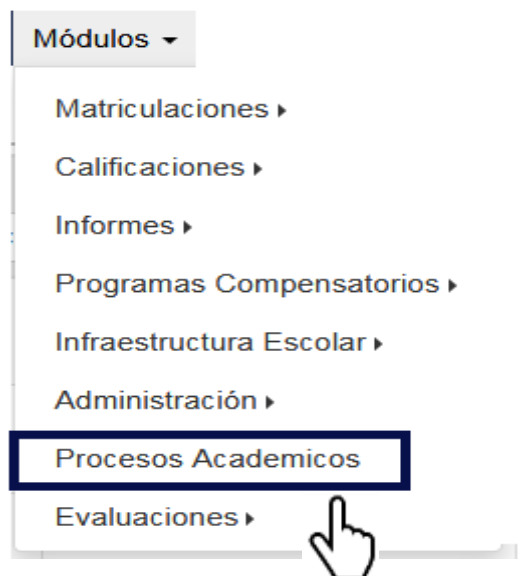 Módulos
Matriculaciones
Calificaciones
Informes
Programas Compensatorios
Infraestructura Escolar
Administración
Procesos Academicos
Evaluaciones